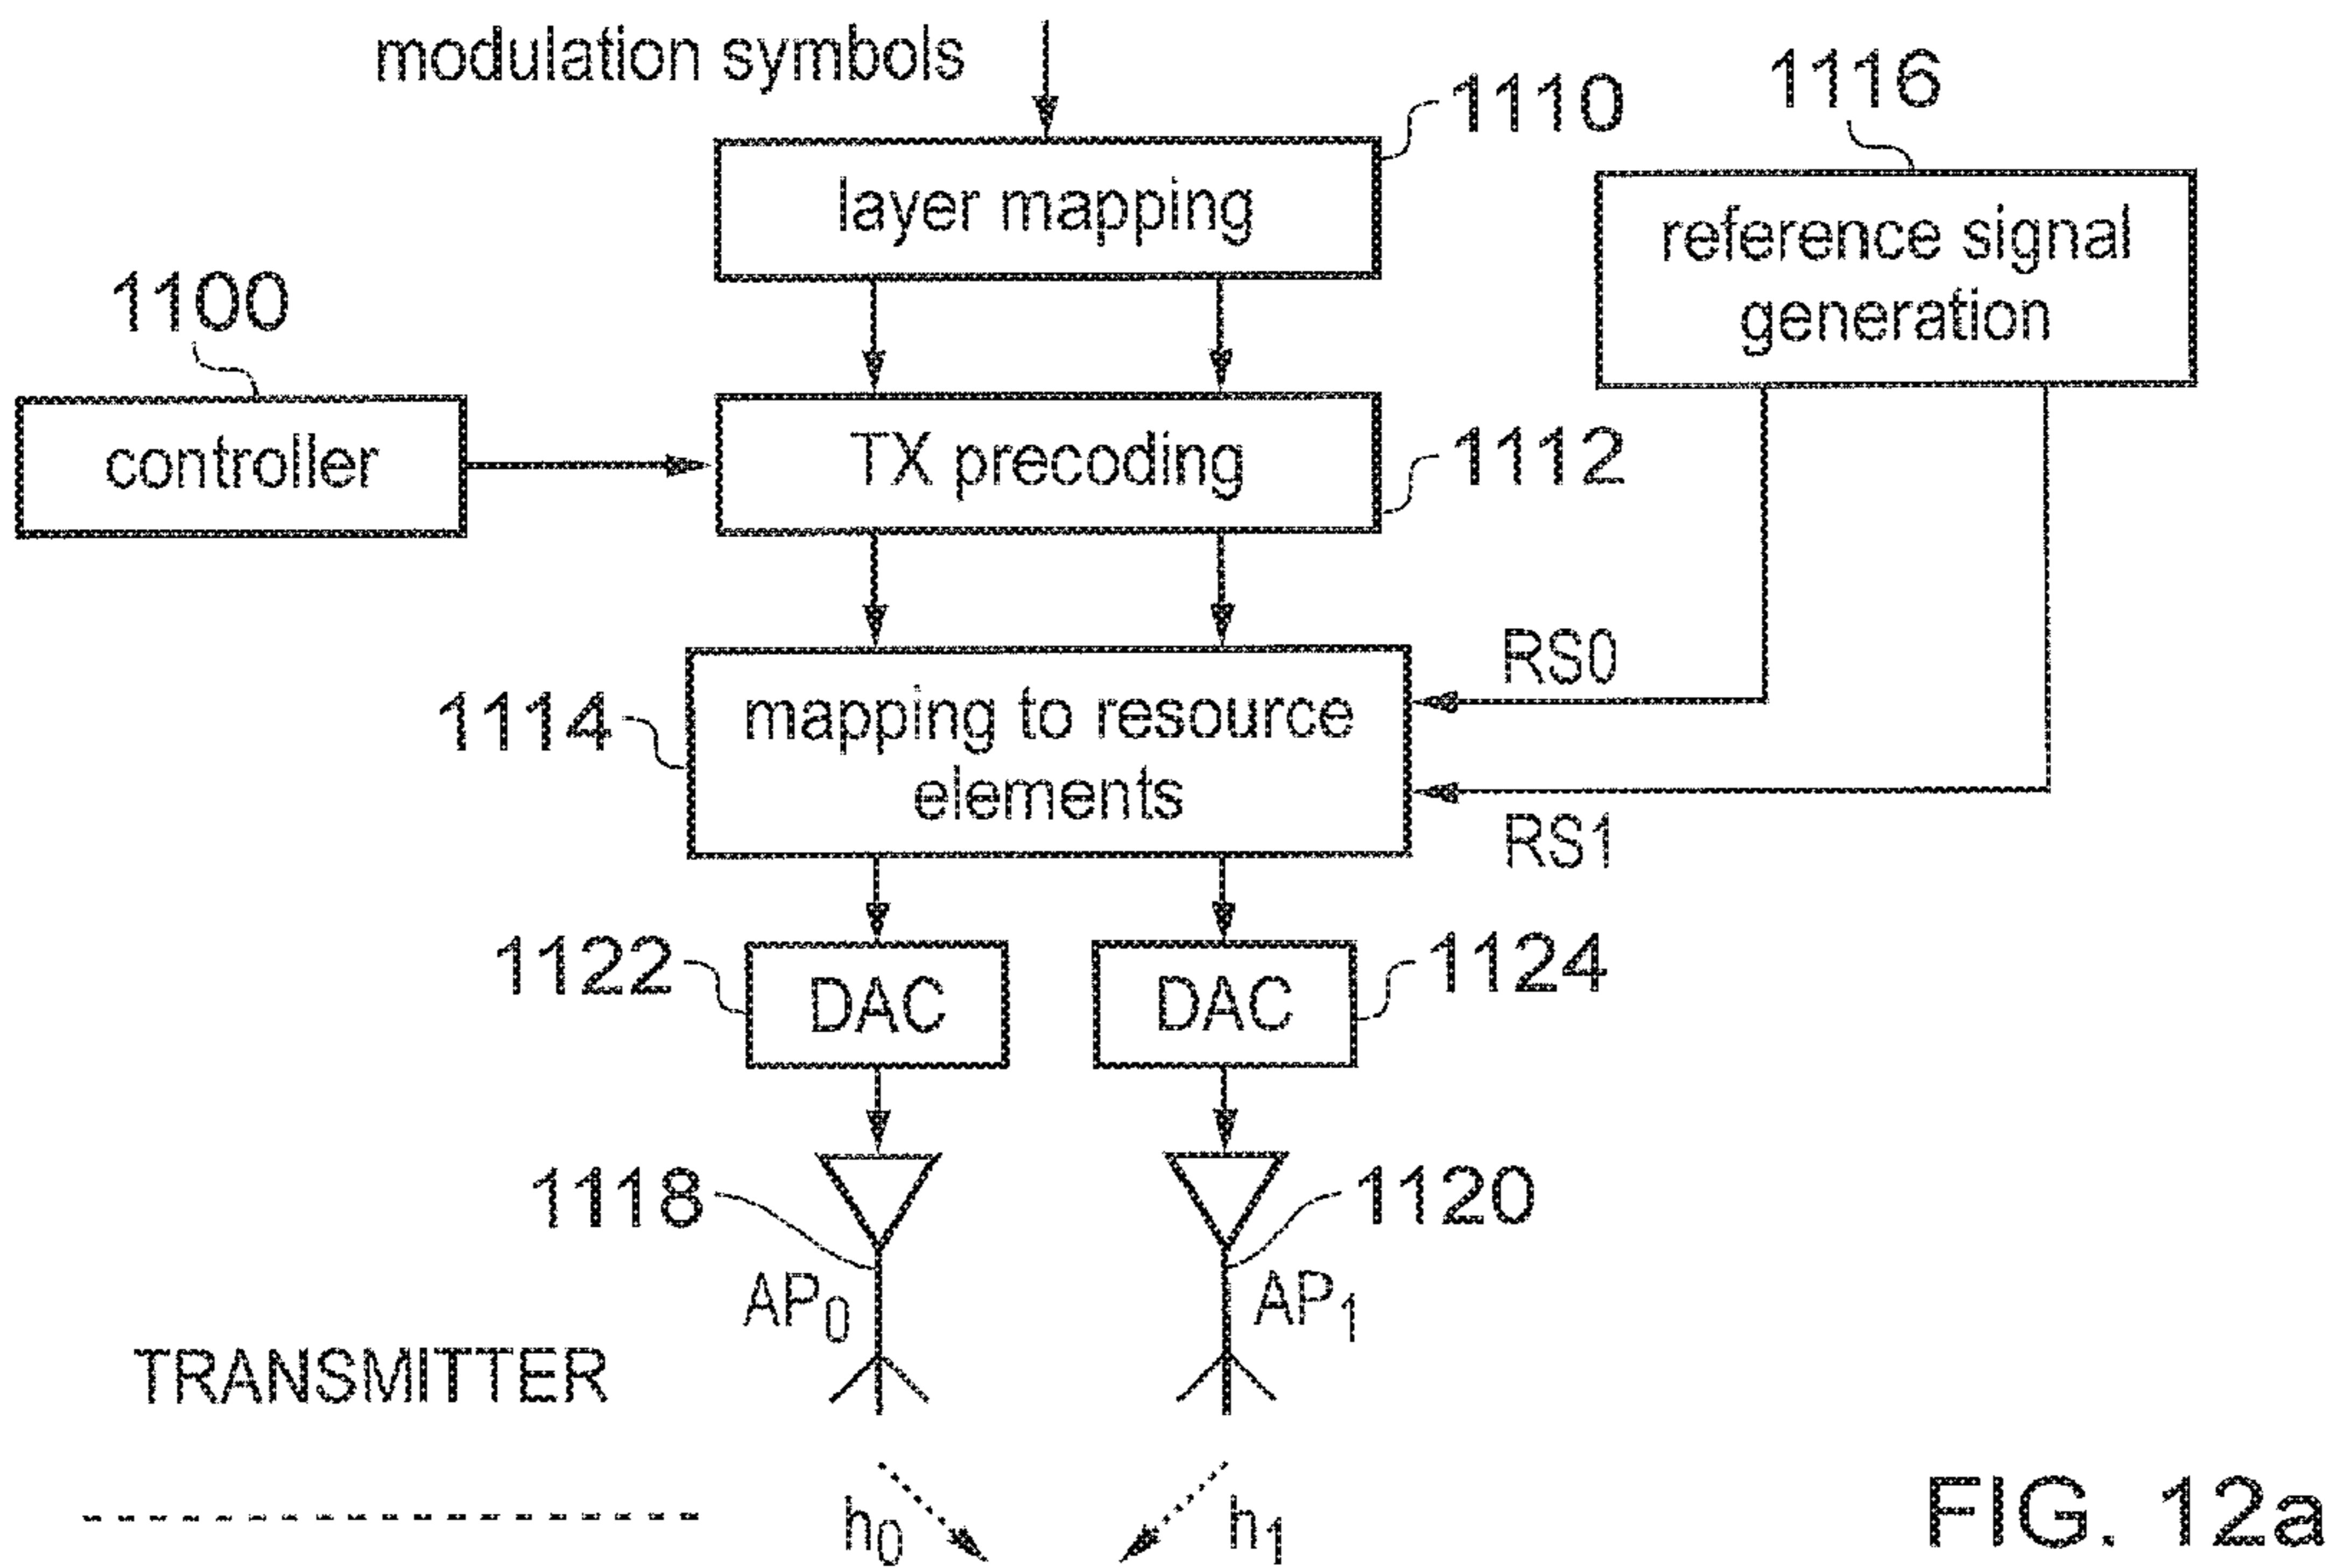 modulation symbols
1110
1116
layer mapping
reference signal
generation
1100
controller
TX precoding
1112
RS0
1114
mapping to resource
elements
RS1
1122
DAC
DAC
1124
1118
1120
AP0
AP1
TRANSMITTER
h0
h1
FIG. 12a